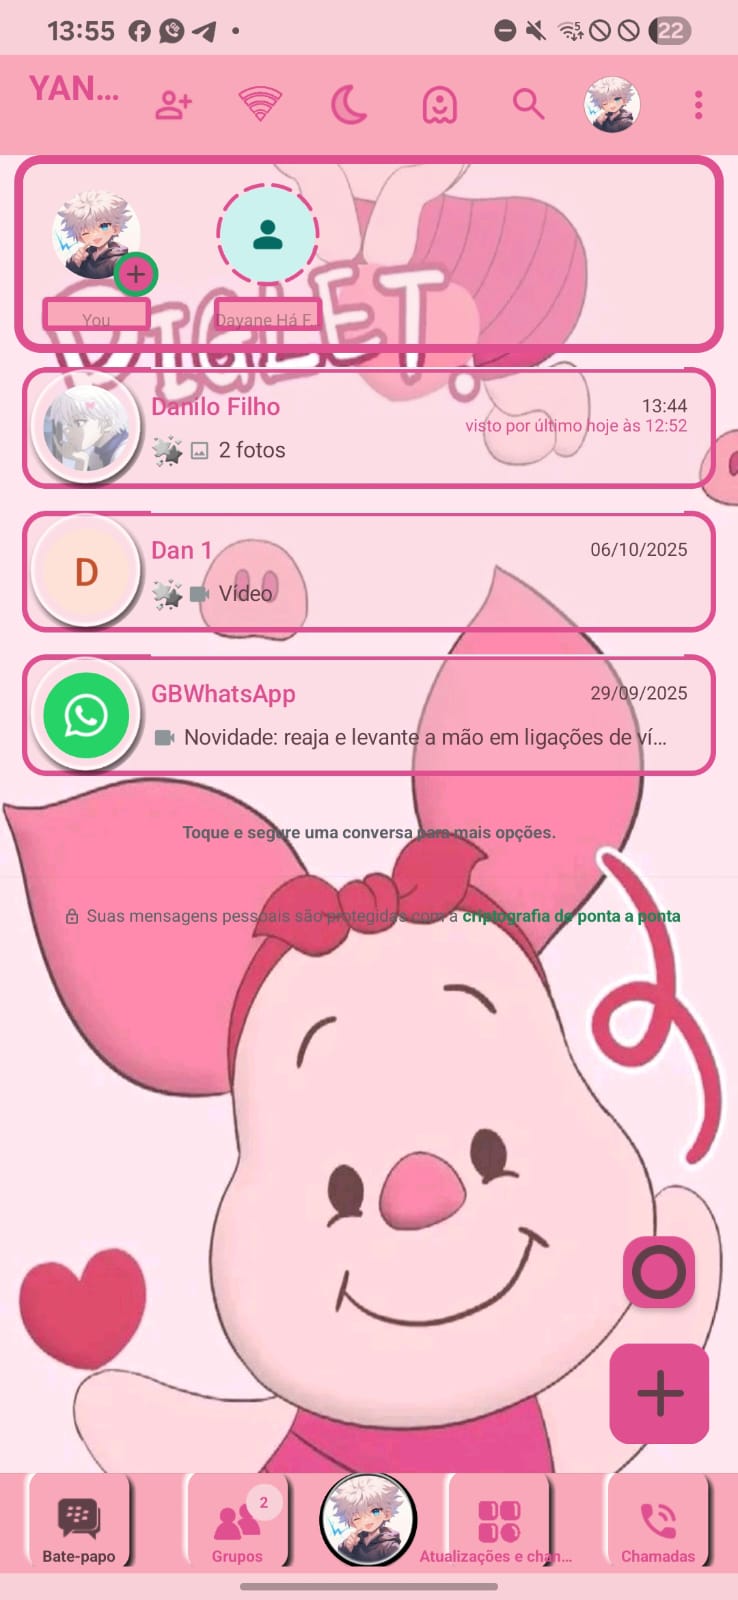 13:55
22
YAN...
PIGLET.
You
Dayane Há F...
Danilo Filho
13:44
visto por último hoje às 12:52
2 fotos
D
Dan 1
06/10/2025
Vídeo
GBWhatsApp
29/09/2025
Novidade: reaja e levante a mão em ligações de ví...
Toque e segure uma conversa para mais opções.
Suas mensagens pessoais são protegidas com a criptografia de ponta a ponta
2
Bate-papo
Grupos
Atualizações e chan...
Chamadas